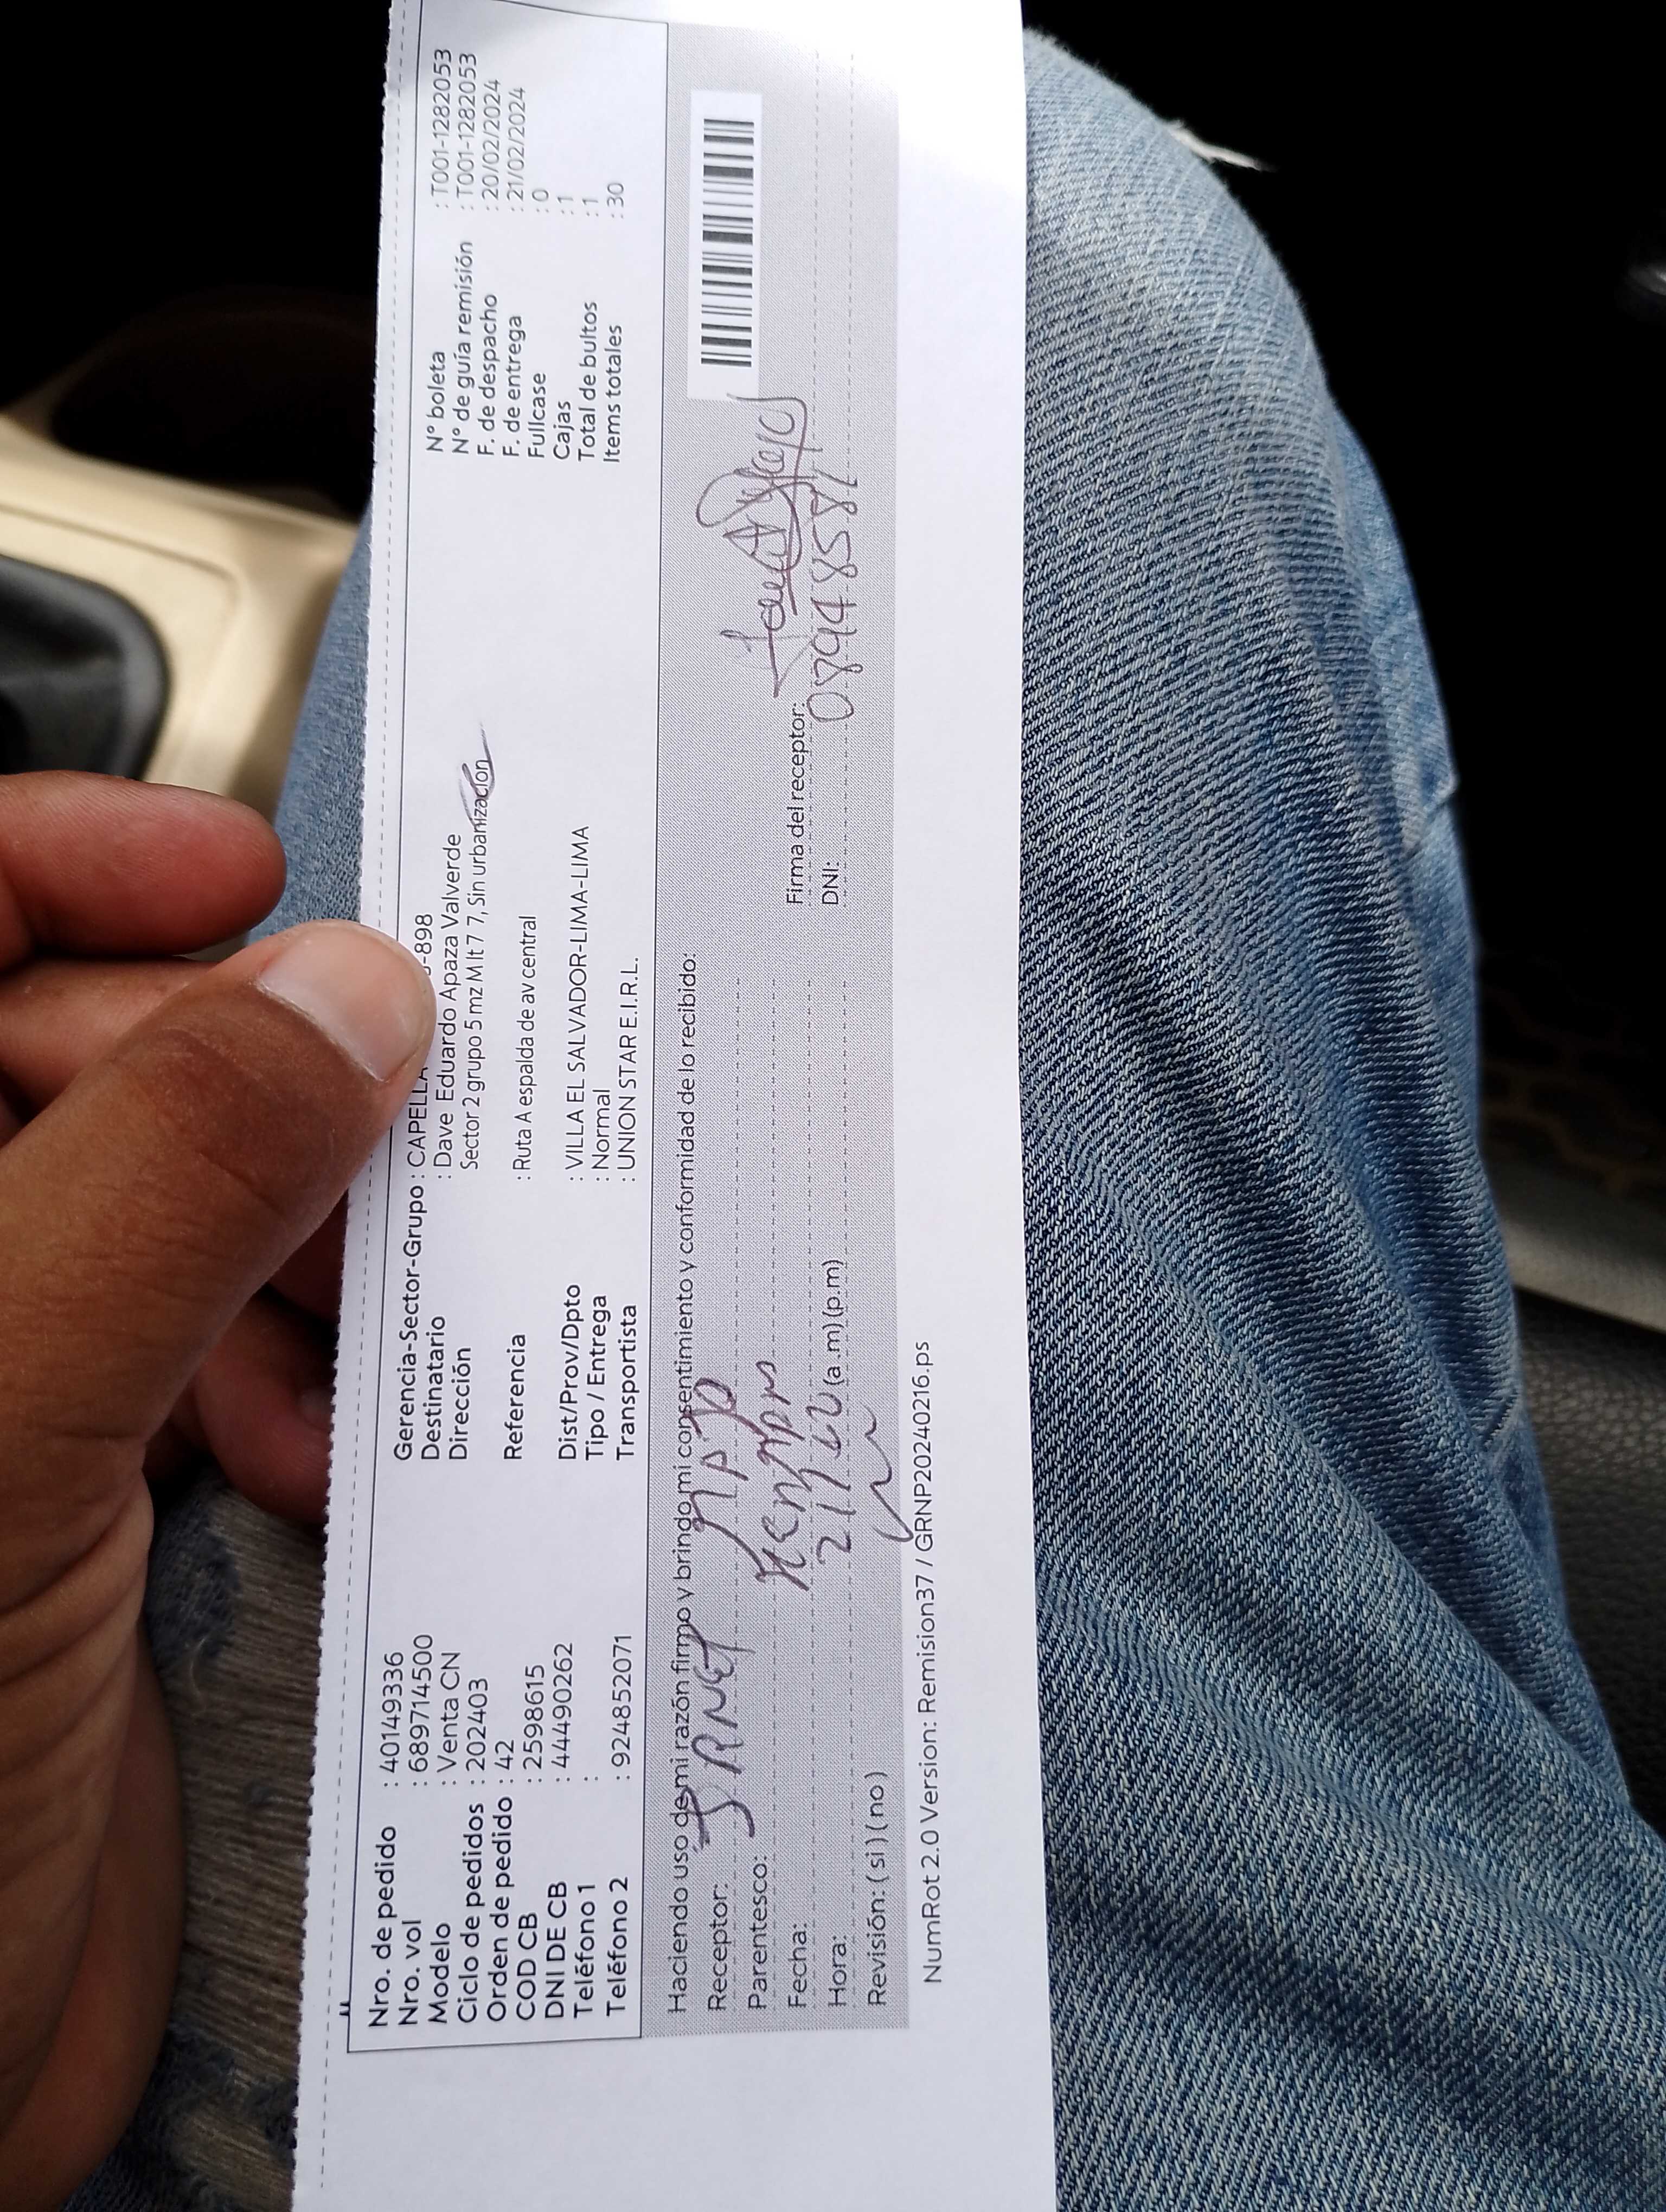 Nro. de pedido : 40149336
Nro. vol : 689714500
Modelo : Venta CN
Ciclo de pedidos : 202403
Orden de pedido : 42
COD CB : 2598615
DNI DE CB : 44490262
Teléfono 1 :
Teléfono 2 : 924852071
Gerencia-Sector-Grupo : CAPELLA -898
Destinatario : Dave Eduardo Apaza Valverde
Dirección Sector 2 grupo 5 mz M lt 7 7, Sin urbanización
Referencia : Ruta A espalda de av central
Dist/Prov/Dpto : VILLA EL SALVADOR-LIMA-LIMA
Tipo / Entrega : Normal
Transportista : UNION STAR E.I.R.L.
N° boleta : T001-1282053
N° de guía remisión : T001-1282053
F. de despacho : 20/02/2024
F. de entrega : 21/02/2024
Fullcase : 0
Cajas : 1
Total de bultos : 1
Items totales : 30
Haciendo uso de mi razón firmo y brindo mi consentimiento y conformidad de lo recibido:
Receptor: JANET
Parentesco:
Fecha:
Hora: (a.m) (p.m)
Revisión: (si) (no)
Firma del receptor:
DNI:
NumRot 2.0 Version: Remision37 / GRNP20240216.ps